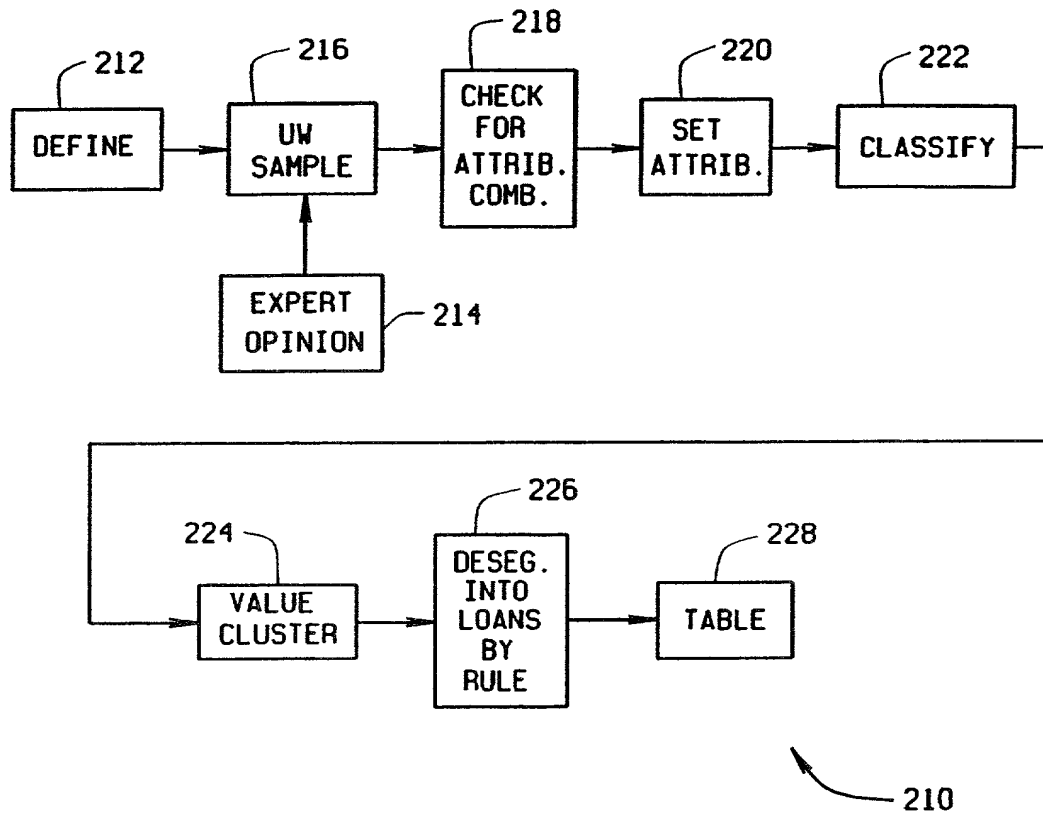 212
DEFINE
216
UW
SAMPLE
218
CHECK
FOR
ATTRIB.
COMB.
220
SET
ATTRIB.
222
CLASSIFY
EXPERT
OPINION
214
224
VALUE
CLUSTER
226
DESEG.
INTO
LOANS
BY
RULE
228
TABLE
210